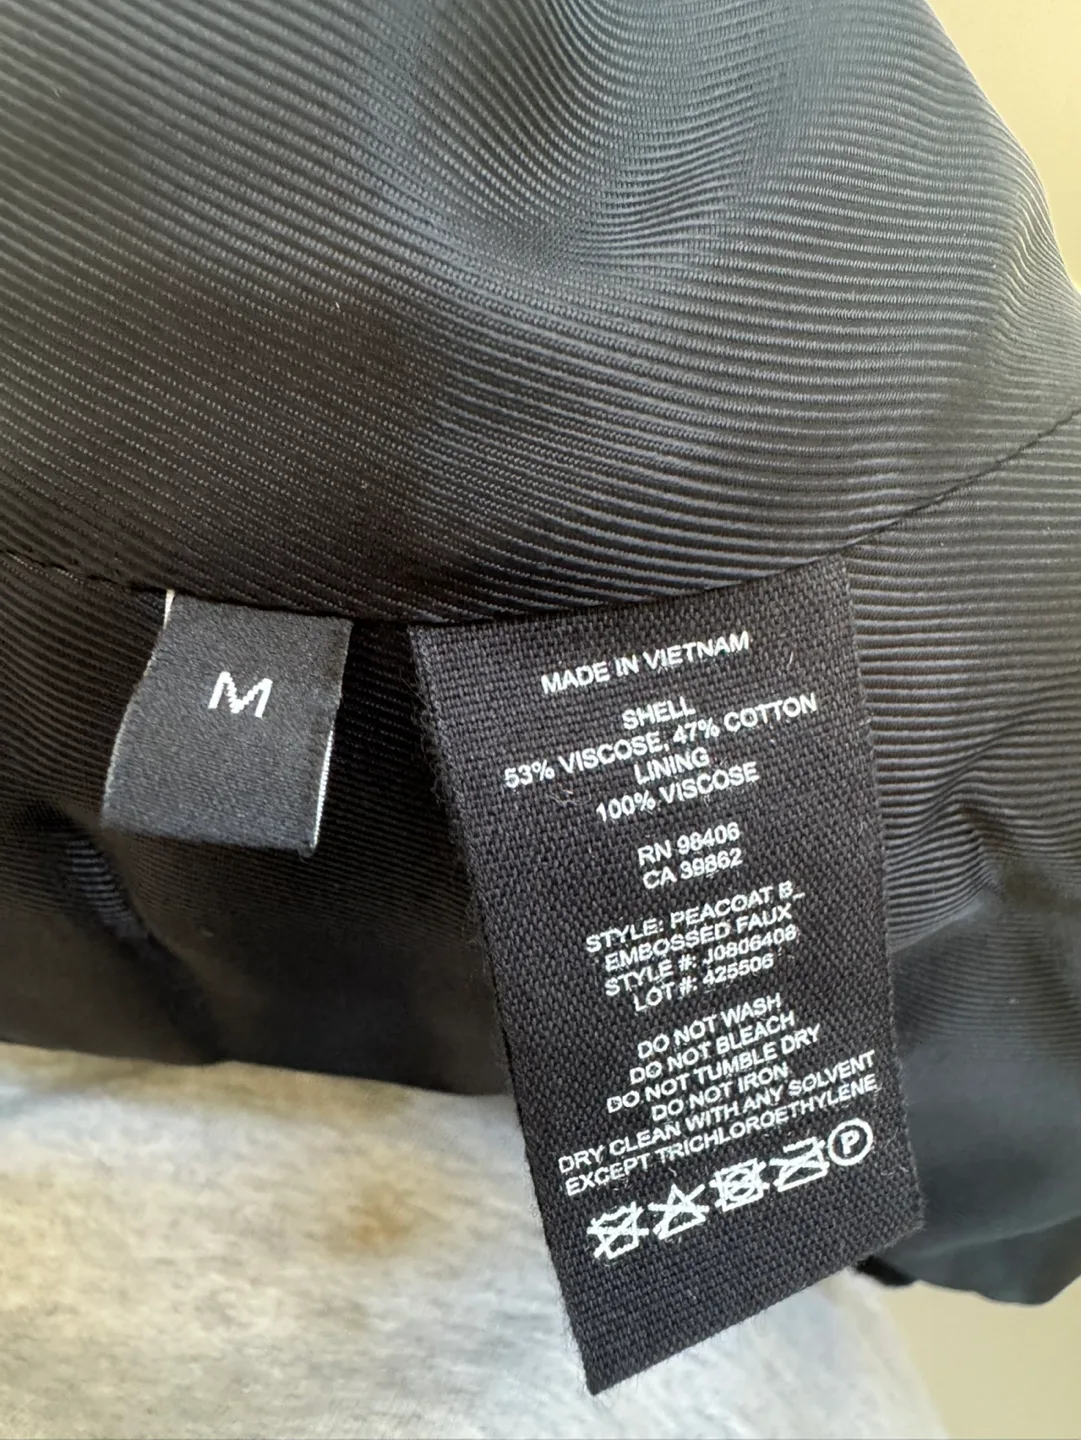 M
MADE IN VIETNAM
SHELL
53% VISCOSE, 47% COTTON
LINING
100% VISCOSE
RN 98406
CA 39862
STYLE: PEACOAT B_
EMBOSSED FAUX
STYLE #: J0806408
LOT #: 425506
DO NOT WASH
DO NOT BLEACH
DO NOT TUMBLE DRY
DO NOT IRON
DRY CLEAN WITH ANY SOLVENT
EXCEPT TRICHLOROETHYLENE
P